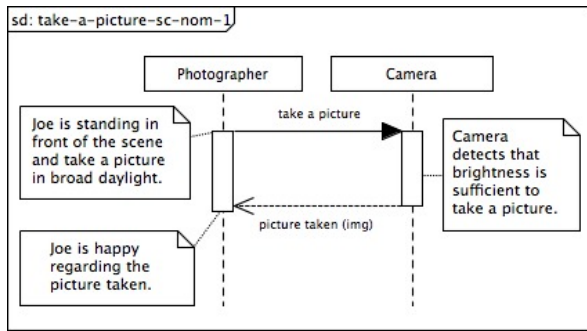 sd: take-a-picture-sc-nom-1
Photographer
Camera
Joe is standing in
front of the scene
and take a picture
in broad daylight.
take a picture
Camera
detects that
brightness is
sufficient to
take a picture.
picture taken (img)
Joe is happy
regarding the
picture taken.